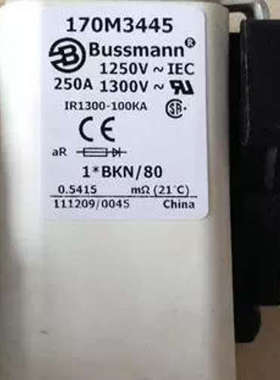 170M3445
Bussmann®
1250V ~ IEC
250A 1300V ~
IR1300-100KA
CE
aR
1*BKN/80
0.5415 mΩ (21°C)
111209/0045 China